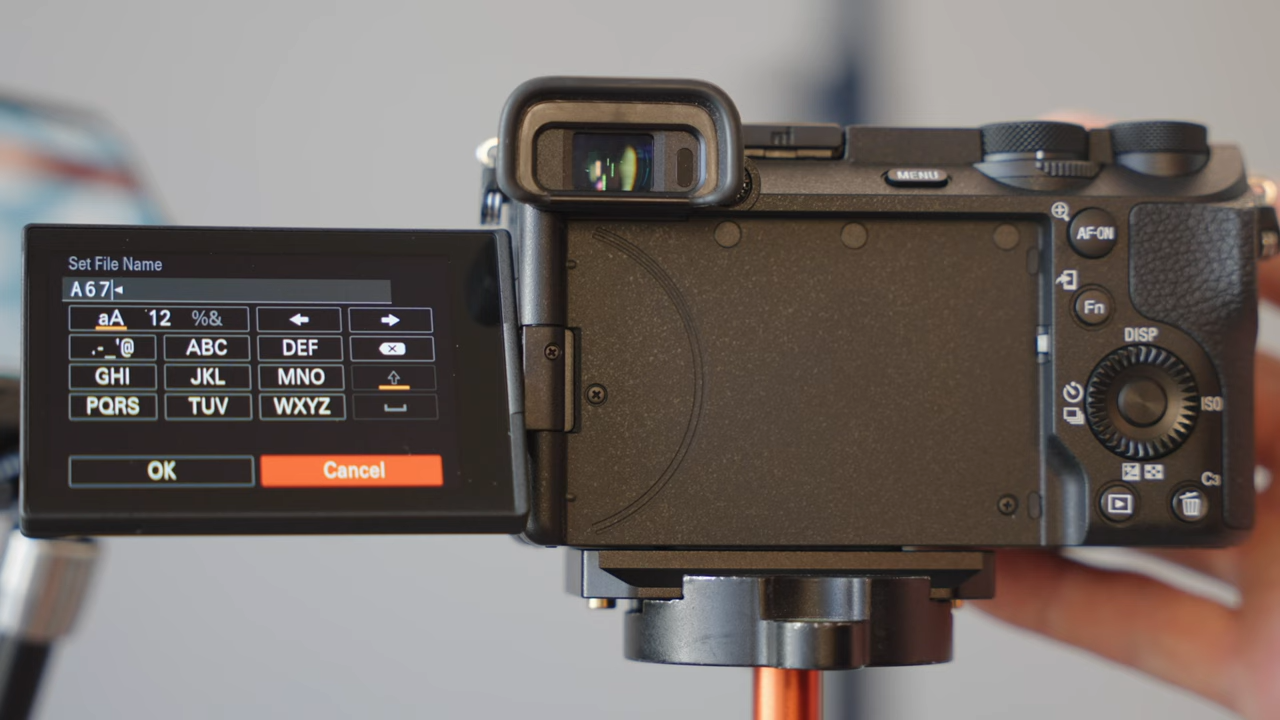 Set File Name
A67
aA 12 %&
.-_'@ ABC DEF
GHI JKL MNO
PQRS TUV WXYZ
OK Cancel
MENU
AF-ON
Fn
DISP
ISO
C3